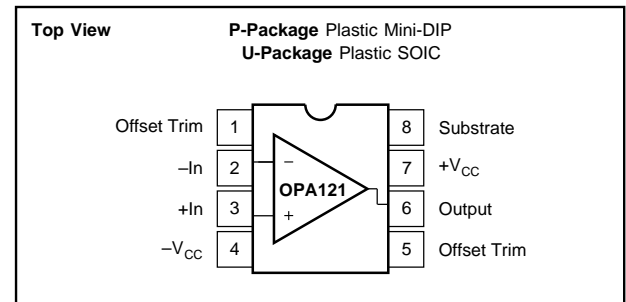 Top View
P-Package Plastic Mini-DIP
U-Package Plastic SOIC
Offset Trim 1 8 Substrate
–In 2 – 7 +VCC
OPA121
+In 3 + 6 Output
–VCC 4 5 Offset Trim